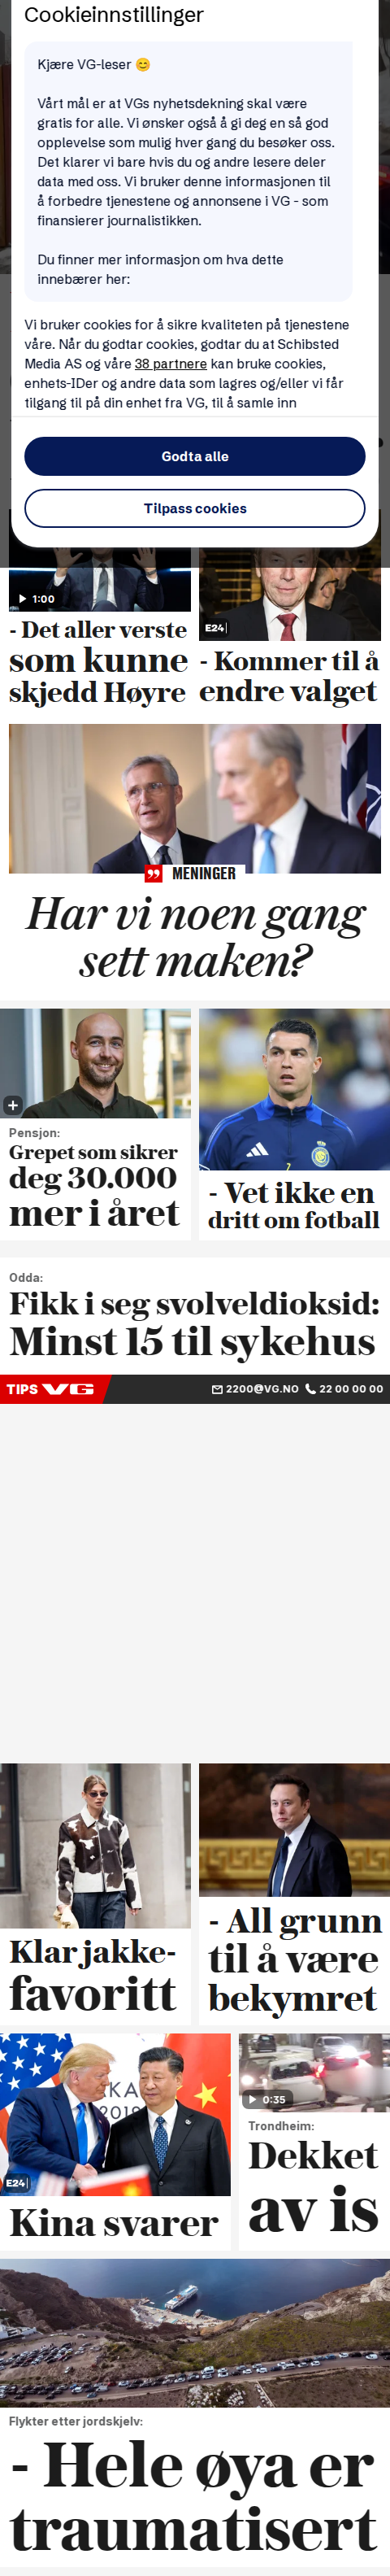 Cookieinnstillinger
Kjære VG-leser 😊
Vårt mål er at VGs nyhetsdekning skal være
gratis for alle. Vi ønsker også å gi deg en så god
opplevelse som mulig hver gang du besøker oss.
Det klarer vi bare hvis du og andre lesere deler
data med oss. Vi bruker denne informasjonen til
å forbedre tjenestene og annonsene i VG - som
finansierer journalistikken.
Du finner mer informasjon om hva dette
innebærer her:
Vi bruker cookies for å sikre kvaliteten på tjenestene
våre. Når du godtar cookies, godtar du at Schibsted
Media AS og våre 38 partnere kan bruke cookies,
enhets-IDer og andre data som lagres og/eller vi får
tilgang til på din enhet fra VG, til å samle inn
Godta alle
Tilpass cookies
1:00
- Det aller verste
som kunne
skjedd Høyre
E24
- Kommer til å
endre valget
MENINGER
Har vi noen gang
sett maken?
Pensjon:
Grepet som sikrer
deg 30.000
mer i året
- Vet ikke en
dritt om fotball
Odda:
Fikk i seg svolveldioksid:
Minst 15 til sykehus
TIPS VG 2200@VG.NO 22 00 00 00
Klar jakke-
favoritt
- All grunn
til å være
bekymret
AKA
2019
E24
Kina svarer
0:35
Trondheim:
Dekket
av is
Flykter etter jordskjelv:
- Hele øya er
traumatisert